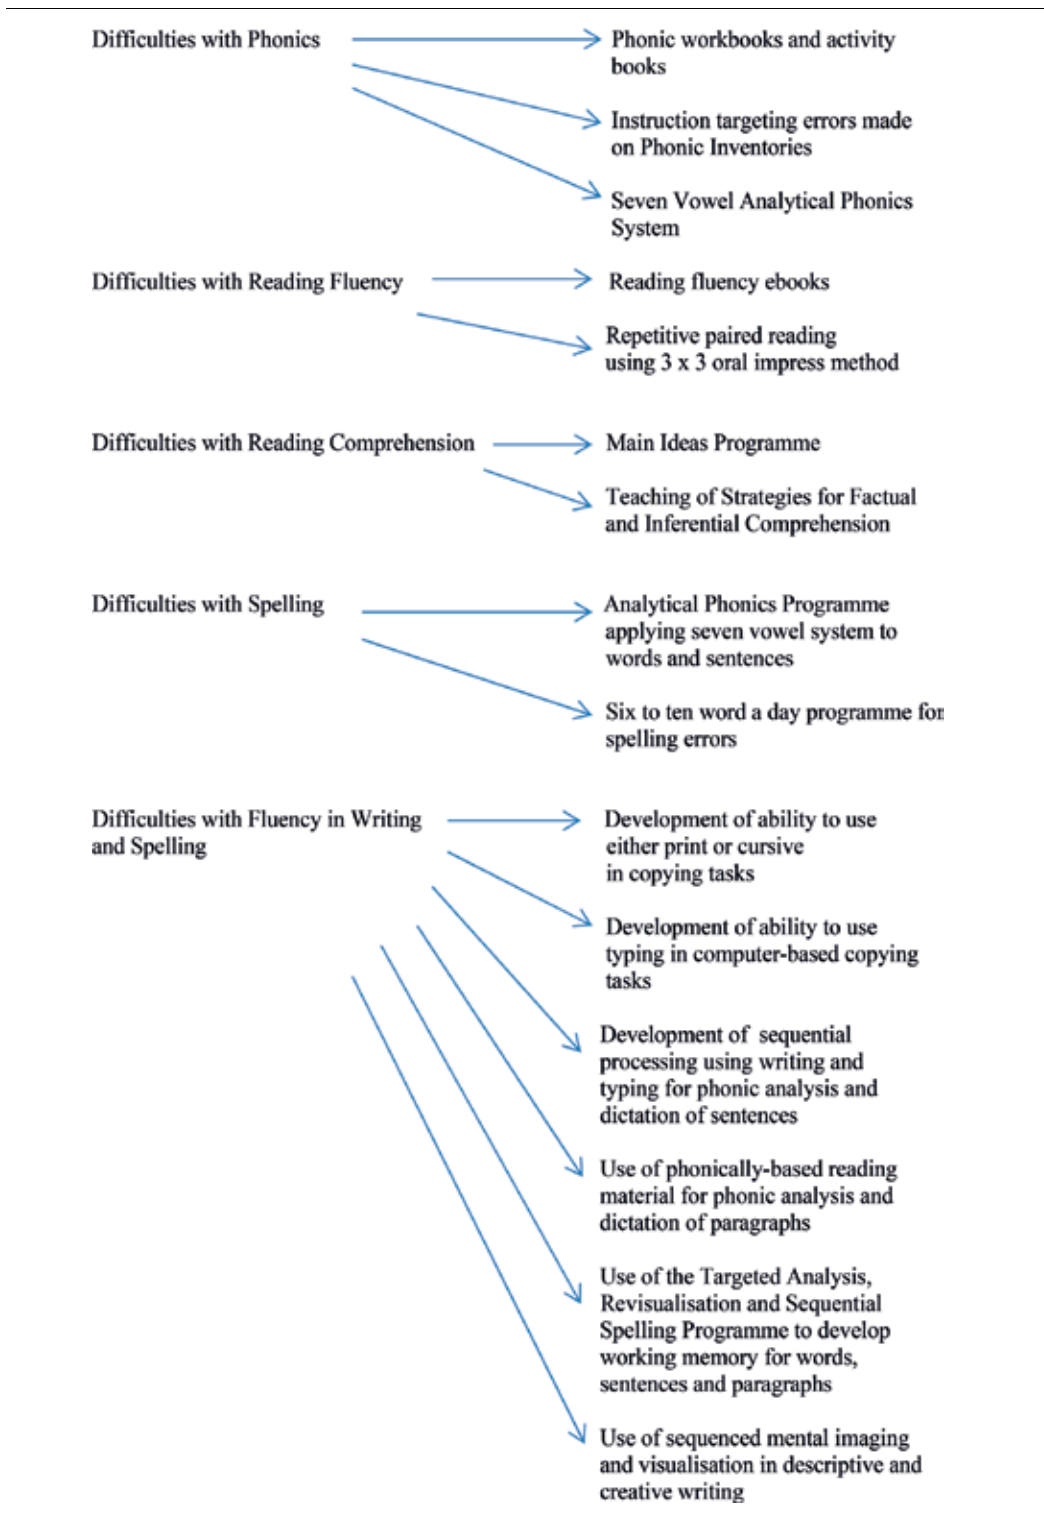 Difficulties with Phonics
Phonic workbooks and activity
books
Instruction targeting errors made
on Phonic Inventories
Seven Vowel Analytical Phonics
System
Difficulties with Reading Fluency
Reading fluency ebooks
Repetitive paired reading
using 3 x 3 oral impress method
Difficulties with Reading Comprehension
Main Ideas Programme
Teaching of Strategies for Factual
and Inferential Comprehension
Difficulties with Spelling
Analytical Phonics Programme
applying seven vowel system to
words and sentences
Six to ten word a day programme for
spelling errors
Difficulties with Fluency in Writing
and Spelling
Development of ability to use
either print or cursive
in copying tasks
Development of ability to use
typing in computer-based copying
tasks
Development of sequential
processing using writing and
typing for phonic analysis and
dictation of sentences
Use of phonically-based reading
material for phonic analysis and
dictation of paragraphs
Use of the Targeted Analysis,
Revisualisation and Sequential
Spelling Programme to develop
working memory for words,
sentences and paragraphs
Use of sequenced mental imaging
and visualisation in descriptive and
creative writing